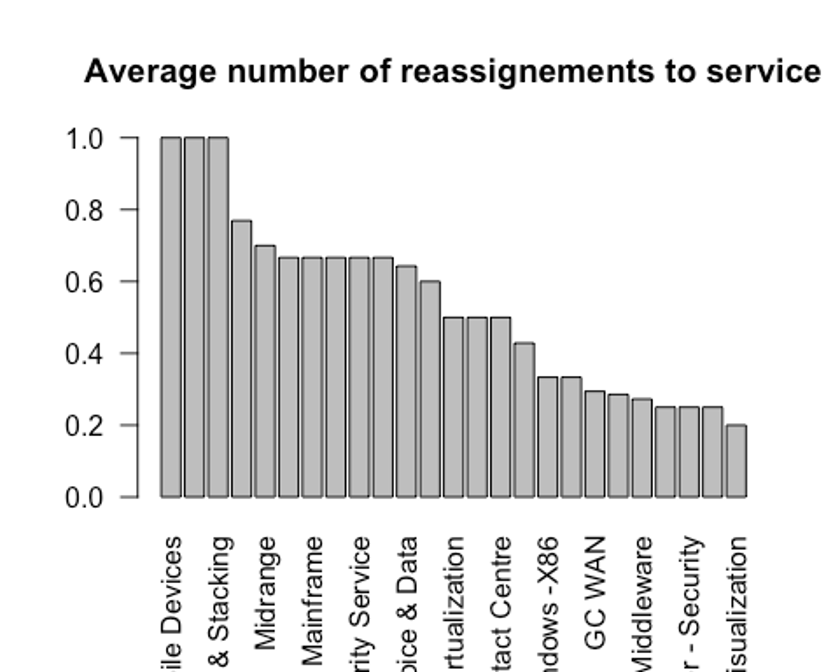 Average number of reassignements to service
1.0
0.8
0.6
0.4
0.2
0.0
ile Devices
& Stacking
Midrange
Mainframe
rity Service
oice & Data
rtualization
tact Centre
ndows -X86
GC WAN
Middleware
r - Security
isualization